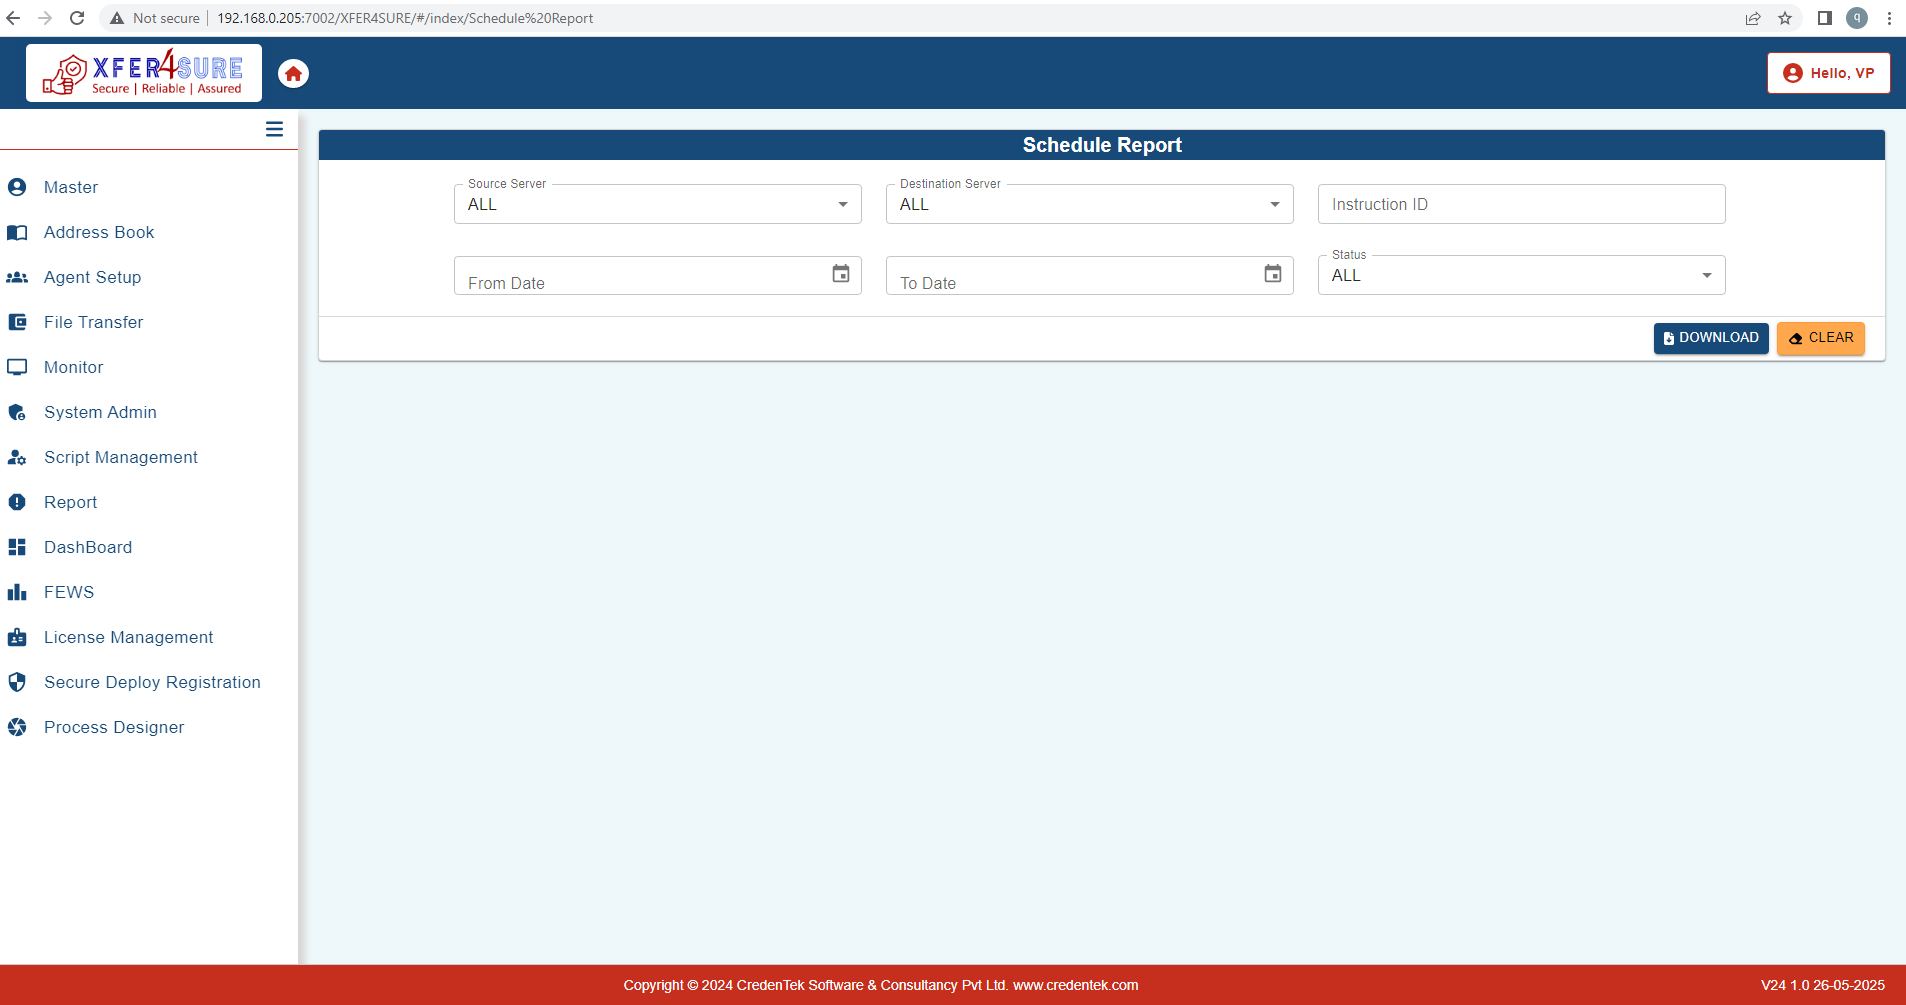 Not secure 192.168.0.205:7002/XFER4SURE/#/index/Schedule%20Report
q
XFER4SURE
Secure | Reliable | Assured
Hello, VP
Schedule Report
Master
Address Book
Agent Setup
File Transfer
Monitor
System Admin
Script Management
Report
DashBoard
FEWS
License Management
Secure Deploy Registration
Process Designer
Source Server
ALL
Destination Server
ALL
Instruction ID
From Date
To Date
Status
ALL
DOWNLOAD
CLEAR
Copyright © 2024 CredenTek Software & Consultancy Pvt Ltd. www.credentek.com
V24 1.0 26-05-2025